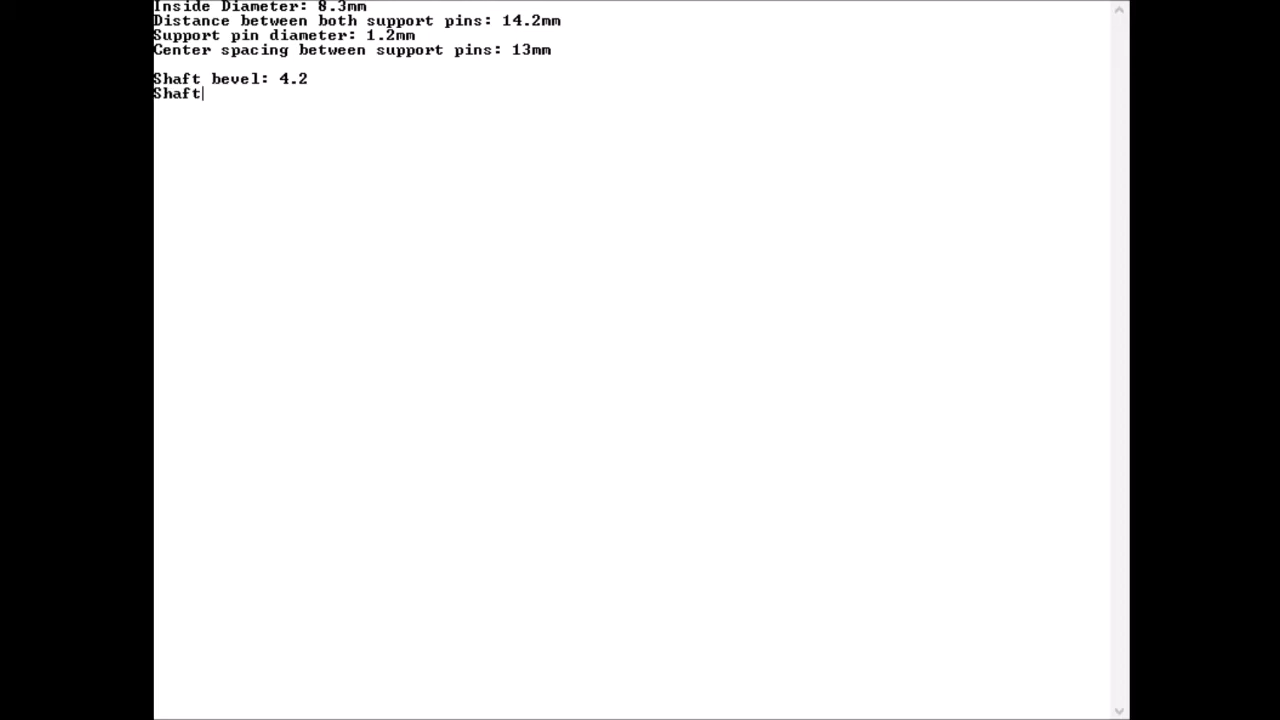 Inside Diameter: 8.3mm
Distance between both support pins: 14.2mm
Support pin diameter: 1.2mm
Center spacing between support pins: 13mm
Shaft bevel: 4.2
Shaft